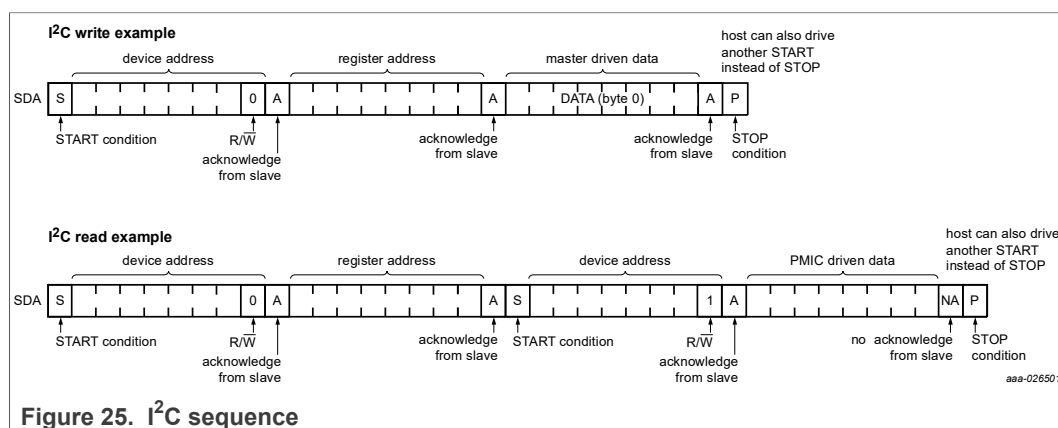 I²C write example
host can also drive
another START
instead of STOP
device address
register address
master driven data
SDA
S
0
A
A
DATA (byte 0)
A
P
START condition
R/W̅
acknowledge
from slave
acknowledge
from slave
acknowledge
from slave
STOP
condition
I²C read example
host can also drive
another START
instead of STOP
device address
register address
device address
PMIC driven data
SDA
S
0
A
A
S
1
A
NA
P
START condition
R/W̅
acknowledge
from slave
acknowledge
from slave
START condition
R/W̅
acknowledge
from slave
no acknowledge
from slave
STOP
condition
aaa-026501
Figure 25. I²C sequence